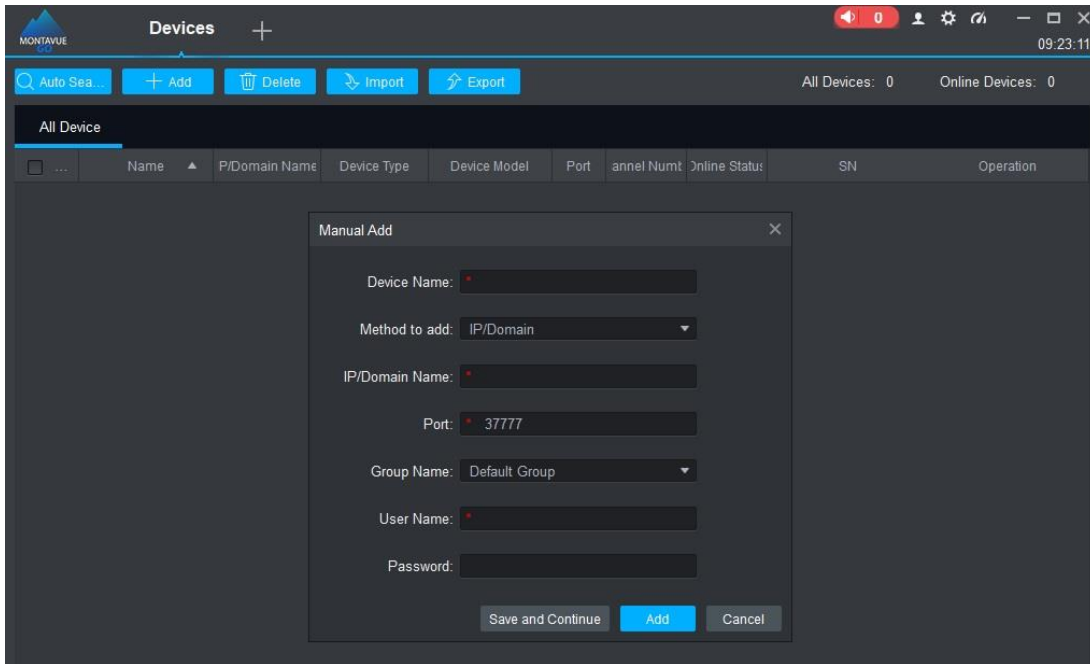 MONTAVUE
GO
Devices
0
09:23:11
Auto Sea...
Add
Delete
Import
Export
All Devices: 0
Online Devices: 0
All Device
...
Name
P/Domain Name
Device Type
Device Model
Port
annel Numb
Online Status
SN
Operation
Manual Add
Device Name: *
Method to add: IP/Domain
IP/Domain Name: *
Port: * 37777
Group Name: Default Group
User Name: *
Password:
Save and Continue
Add
Cancel